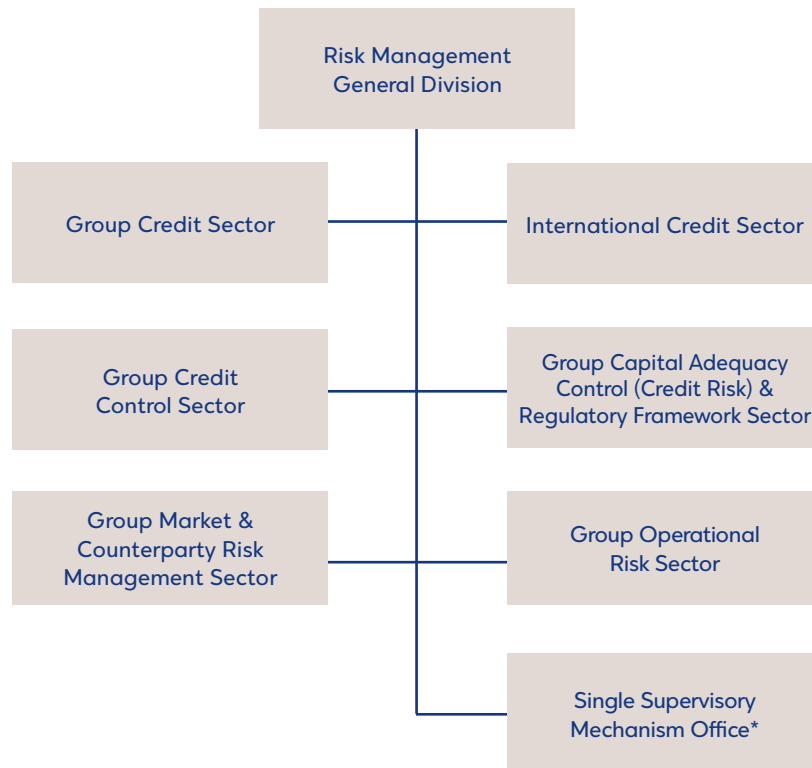 Risk Management
General Division
Group Credit Sector
International Credit Sector
Group Credit
Control Sector
Group Capital Adequacy
Control (Credit Risk) &
Regulatory Framework Sector
Group Market &
Counterparty Risk
Management Sector
Group Operational
Risk Sector
Single Supervisory
Mechanism Office*